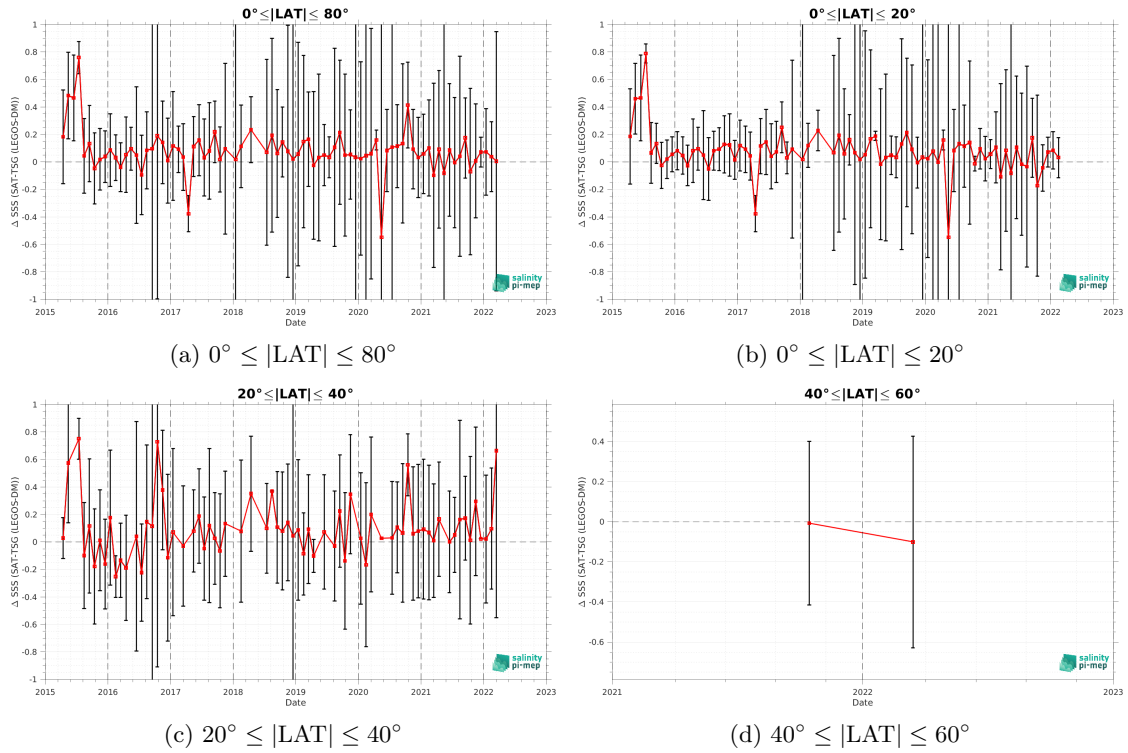 0°≤|LAT|≤ 80°
Δ SSS (SAT-TSG (LEGOS-DM))
1
0.8
0.6
0.4
0.2
0
-0.2
-0.4
-0.6
-0.8
-1
2015 2016 2017 2018 2019 2020 2021 2022 2023
Date
salinity
pi-mep
(a) 0° ≤ |LAT| ≤ 80°
0°≤|LAT|≤ 20°
Δ SSS (SAT-TSG (LEGOS-DM))
1
0.8
0.6
0.4
0.2
0
-0.2
-0.4
-0.6
-0.8
-1
2015 2016 2017 2018 2019 2020 2021 2022 2023
Date
salinity
pi-mep
(b) 0° ≤ |LAT| ≤ 20°
20°≤|LAT|≤ 40°
Δ SSS (SAT-TSG (LEGOS-DM))
1
0.8
0.6
0.4
0.2
0
-0.2
-0.4
-0.6
-0.8
-1
2015 2016 2017 2018 2019 2020 2021 2022 2023
Date
salinity
pi-mep
(c) 20° ≤ |LAT| ≤ 40°
40°≤|LAT|≤ 60°
Δ SSS (SAT-TSG (LEGOS-DM))
0.4
0.2
0
-0.2
-0.4
-0.6
2021 2022 2023
Date
salinity
pi-mep
(d) 40° ≤ |LAT| ≤ 60°